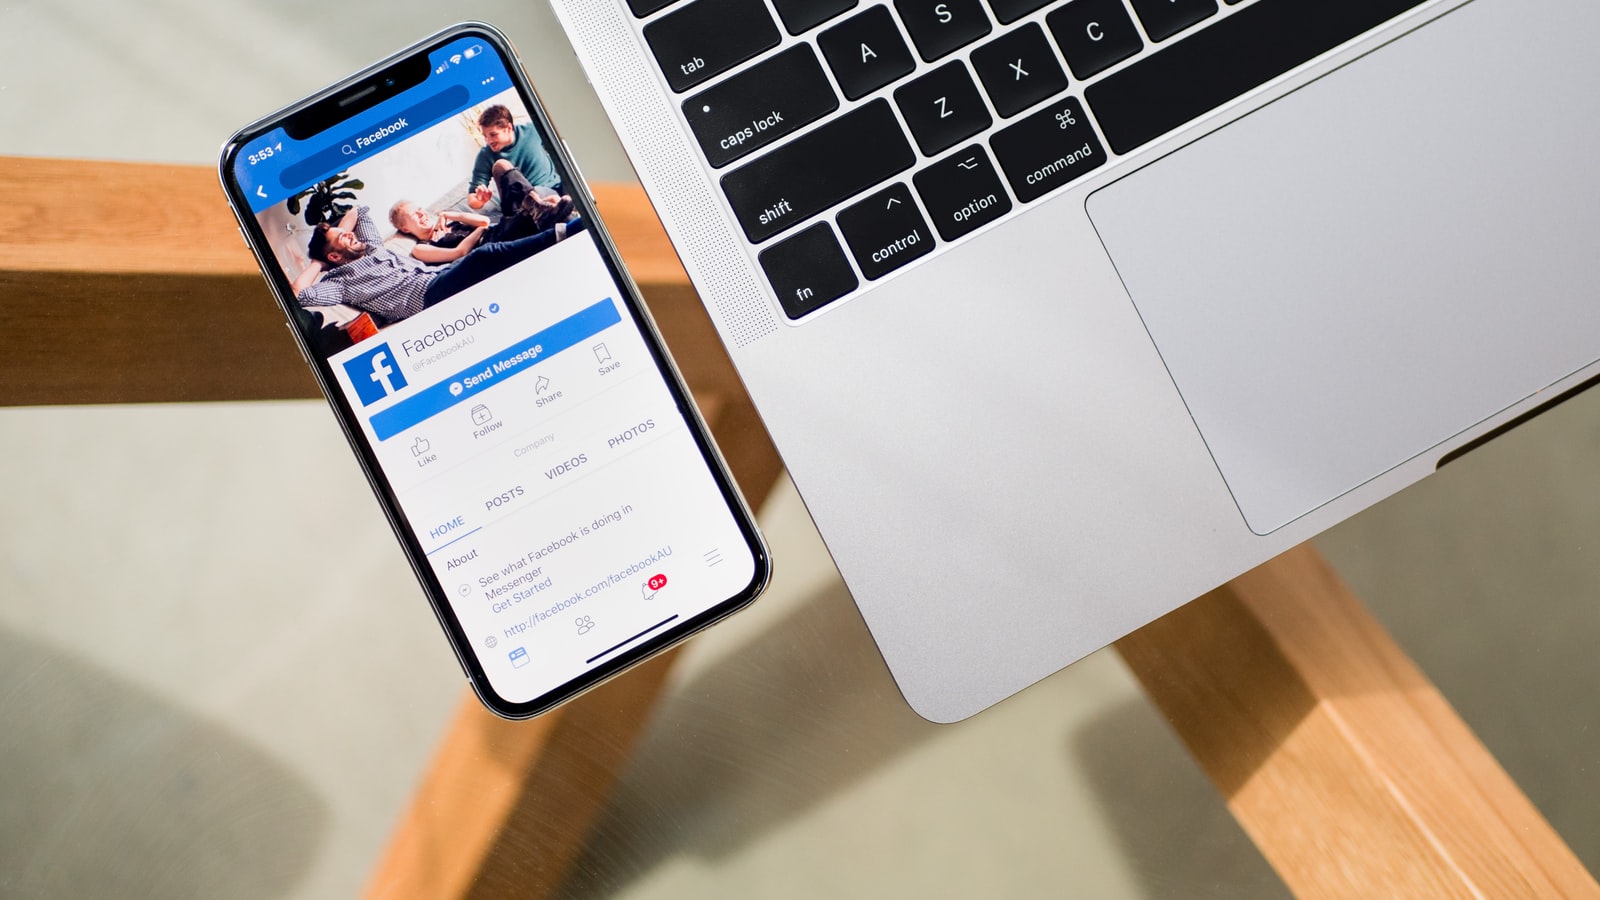 3:53
Facebook
Facebook
@FacebookAU
Send Message
Like
Follow
Share
Save
Company
HOME
POSTS
VIDEOS
PHOTOS
About
See what Facebook is doing in
Messenger
Get Started
http://facebook.com/facebookAU
9+
tab
caps lock
A
S
shift
Z
X
C
fn
control
option
command